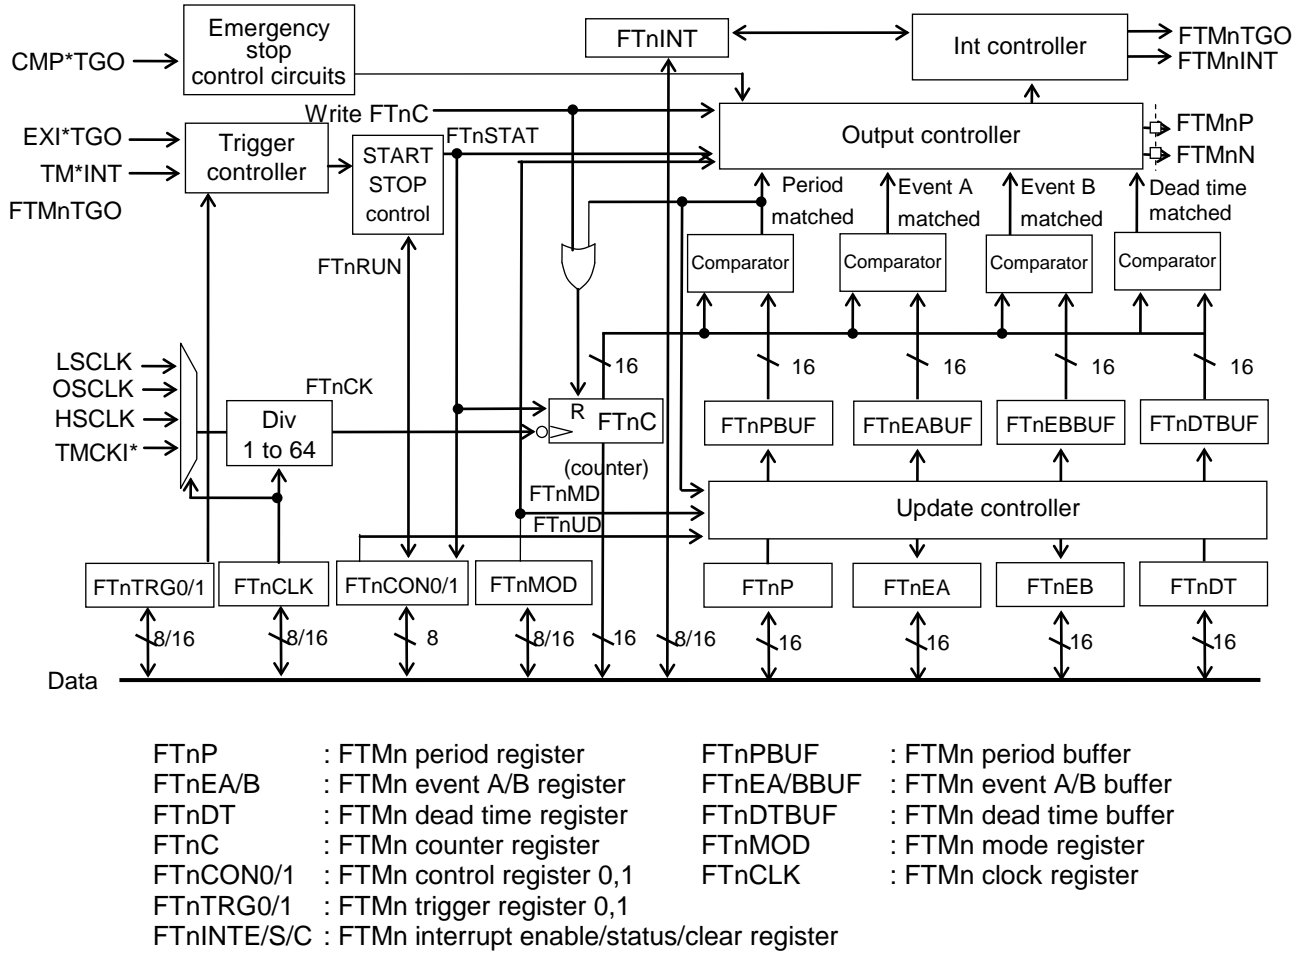 Emergency
stop
control circuits
CMP*TGO
FTnINT
Int controller
FTMnTGO
FTMnINT
Write FTnC
EXI*TGO
TM*INT
FTMnTGO
Trigger
controller
FTnSTAT
START
STOP
control
Output controller
FTMnP
FTMnN
Period
matched
Event A
matched
Event B
matched
Dead time
matched
FTnRUN
Comparator
Comparator
Comparator
Comparator
LSCLK
OSCLK
HSCLK
TMCKI*
FTnCK
Div
1 to 64
R
FTnC
(counter)
16
16
16
16
16
FTnPBUF
FTnEABUF
FTnEBBUF
FTnDTBUF
FTnMD
FTnUD
Update controller
FTnTRG0/1
FTnCLK
FTnCON0/1
FTnMOD
FTnP
FTnEA
FTnEB
FTnDT
8/16
8/16
8
8/16
16
8/16
16
16
16
16
Data
FTnP : FTMn period register
FTnPBUF : FTMn period buffer
FTnEA/B : FTMn event A/B register
FTnEA/BBUF : FTMn event A/B buffer
FTnDT : FTMn dead time register
FTnDTBUF : FTMn dead time buffer
FTnC : FTMn counter register
FTnMOD : FTMn mode register
FTnCON0/1 : FTMn control register 0,1
FTnCLK : FTMn clock register
FTnTRG0/1 : FTMn trigger register 0,1
FTnINTE/S/C : FTMn interrupt enable/status/clear register